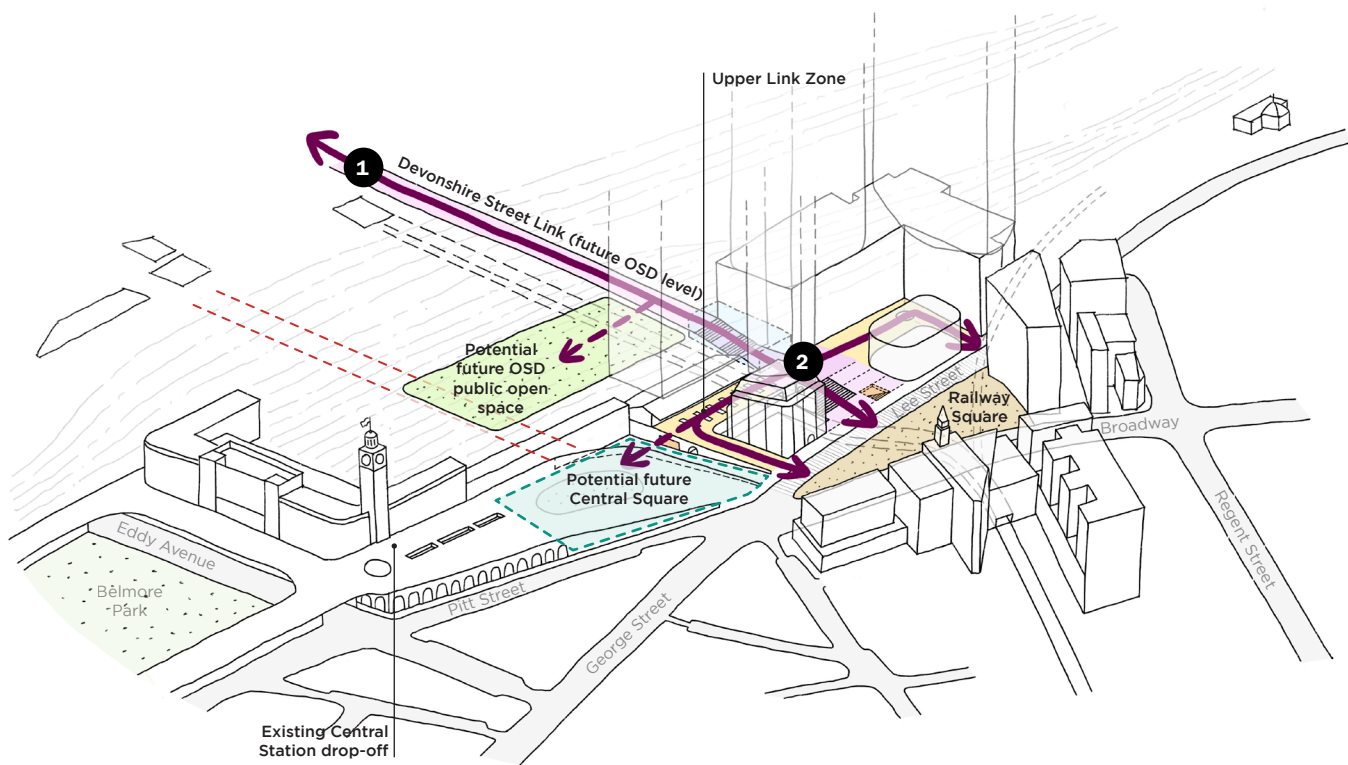 Upper Link Zone
1
Devonshire Street Link (future OSD level)
Potential
future OSD
public open
space
2
Lee Street
Railway
Square
Broadway
Potential future
Central Square
Eddy Avenue
Belmore
Park
Pitt Street
George Street
Regent Street
Existing Central
Station drop-off